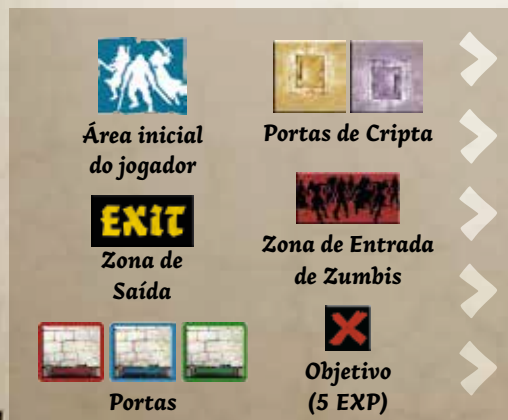 Área inicial
do jogador
Portas de Cripta
EXIT
Zona de
Saída
Zona de Entrada
de Zumbis
Portas
Objetivo
(5 EXP)